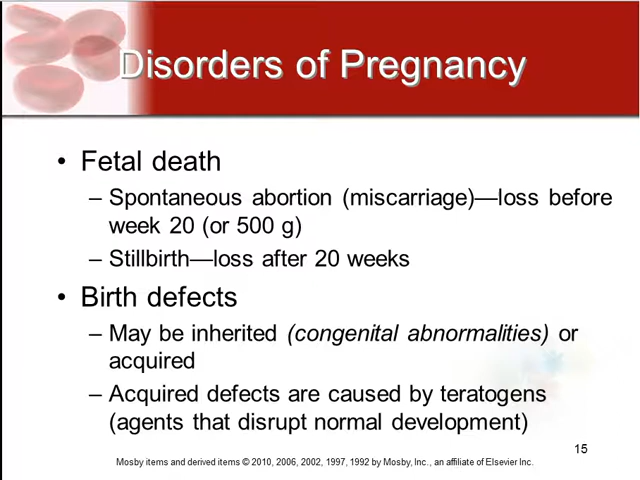 Disorders of Pregnancy
• Fetal death
– Spontaneous abortion (miscarriage)—loss before
week 20 (or 500 g)
– Stillbirth—loss after 20 weeks
• Birth defects
– May be inherited (congenital abnormalities) or
acquired
– Acquired defects are caused by teratogens
(agents that disrupt normal development)
15
Mosby items and derived items © 2010, 2006, 2002, 1997, 1992 by Mosby, Inc., an affiliate of Elsevier Inc.